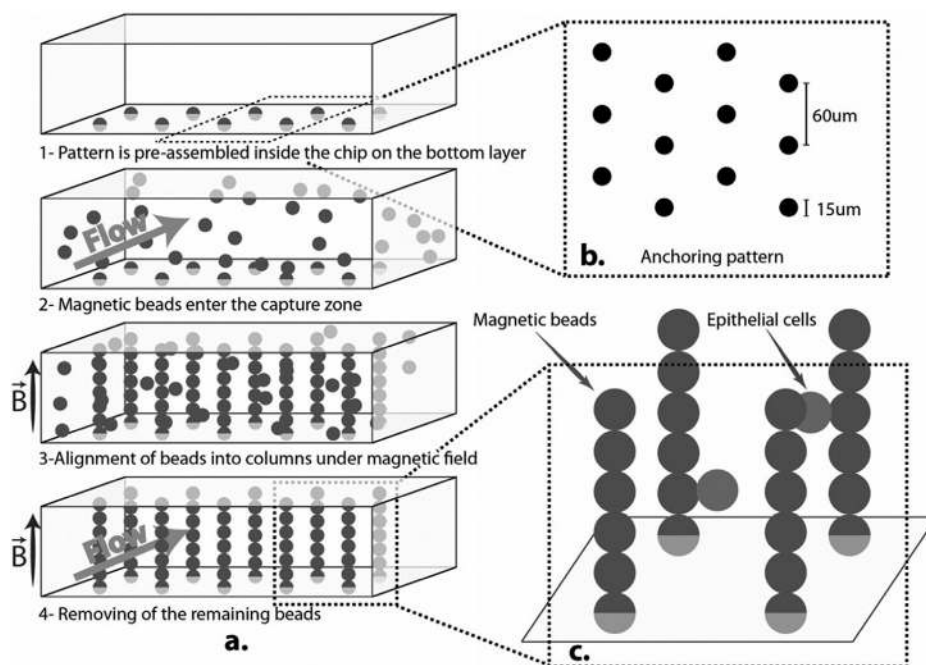 1- Pattern is pre-assembled inside the chip on the bottom layer
Flow
2- Magnetic beads enter the capture zone
B
3-Alignment of beads into columns under magnetic field
B
Flow
4- Removing of the remaining beads
a.
60um
15um
b.
Anchoring pattern
Magnetic beads
Epithelial cells
c.